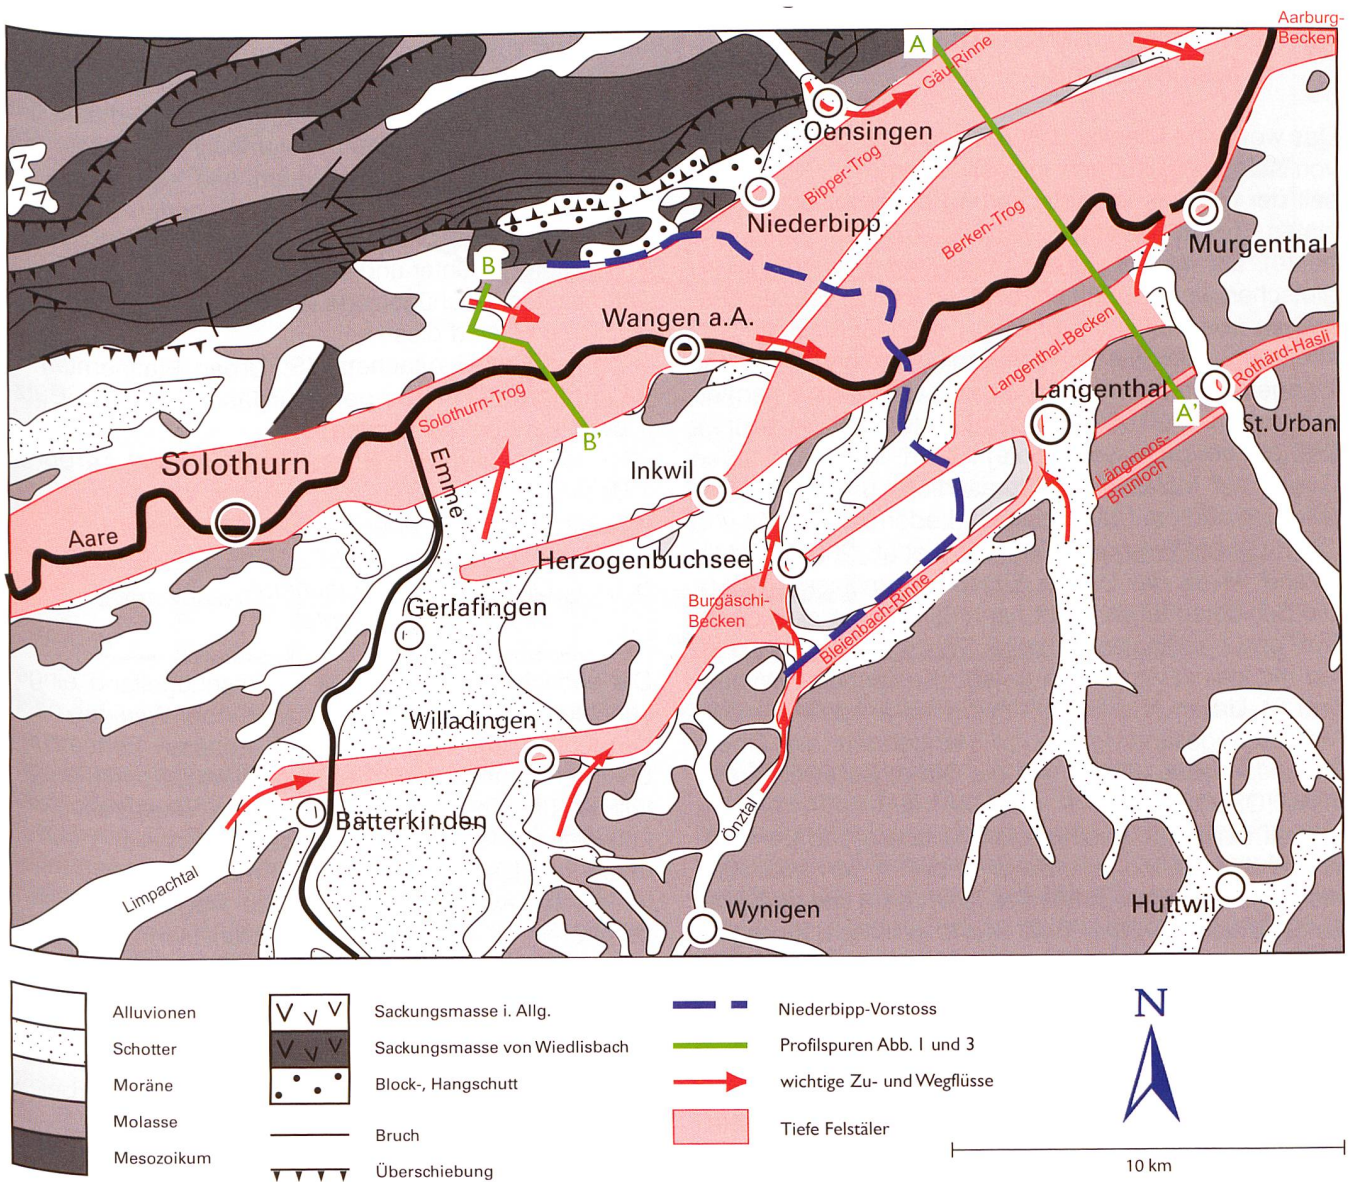 Aarburg-
Becken
A
Gäu-Rinne
Oensingen
Bipper-Trog
Niederbipp
Berken-Trog
Murgenthal
B
Wangen a.A.
Langenthal-Becken
Rothärd-Hasli
Langenthal
A'
St. Urban
Solothurn-Trog
B'
Solothurn
Emme
Inkwil
Längmoos-
Brunloch
Aare
Herzogenbuchsee
Burgäschi-
Becken
Bleienbach-Rinne
Gerlafingen
Willadingen
Bätterkinden
Önztal
Limpachtal
Wynigen
Huttwil
Alluvionen
Schotter
Moräne
Molasse
Mesozoikum
Sackungsmasse i. Allg.
Sackungsmasse von Wiedlisbach
Block-, Hangschutt
Bruch
Überschiebung
Niederbipp-Vorstoss
Profilspuren Abb. 1 und 3
wichtige Zu- und Wegflüsse
Tiefe Felstäler
N
10 km